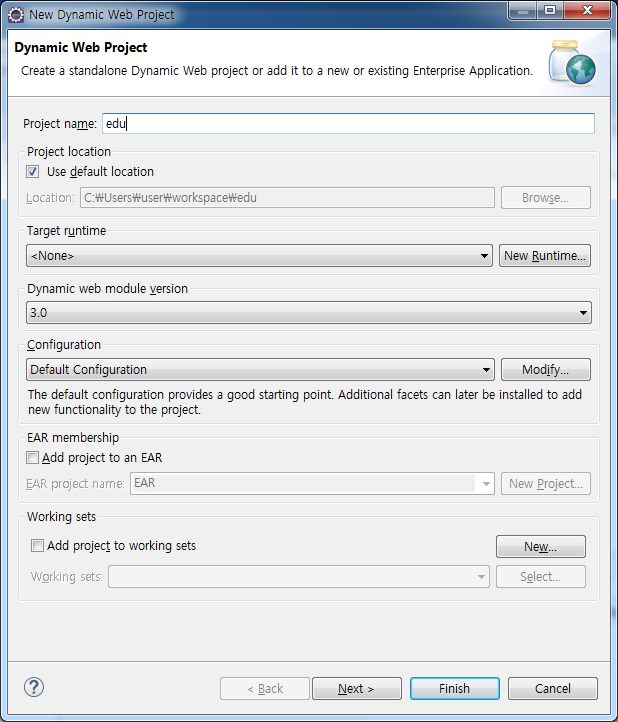 New Dynamic Web Project
Dynamic Web Project
Create a standalone Dynamic Web project or add it to a new or existing Enterprise Application.
Project name: edu
Project location
Use default location
Location: C:₩Users₩user₩workspace₩edu Browse...
Target runtime
<None> New Runtime...
Dynamic web module version
3.0
Configuration
Default Configuration Modify...
The default configuration provides a good starting point. Additional facets can later be installed to add
new functionality to the project.
EAR membership
Add project to an EAR
EAR project name: EAR New Project...
Working sets
Add project to working sets New...
Working sets: Select...
? < Back Next > Finish Cancel